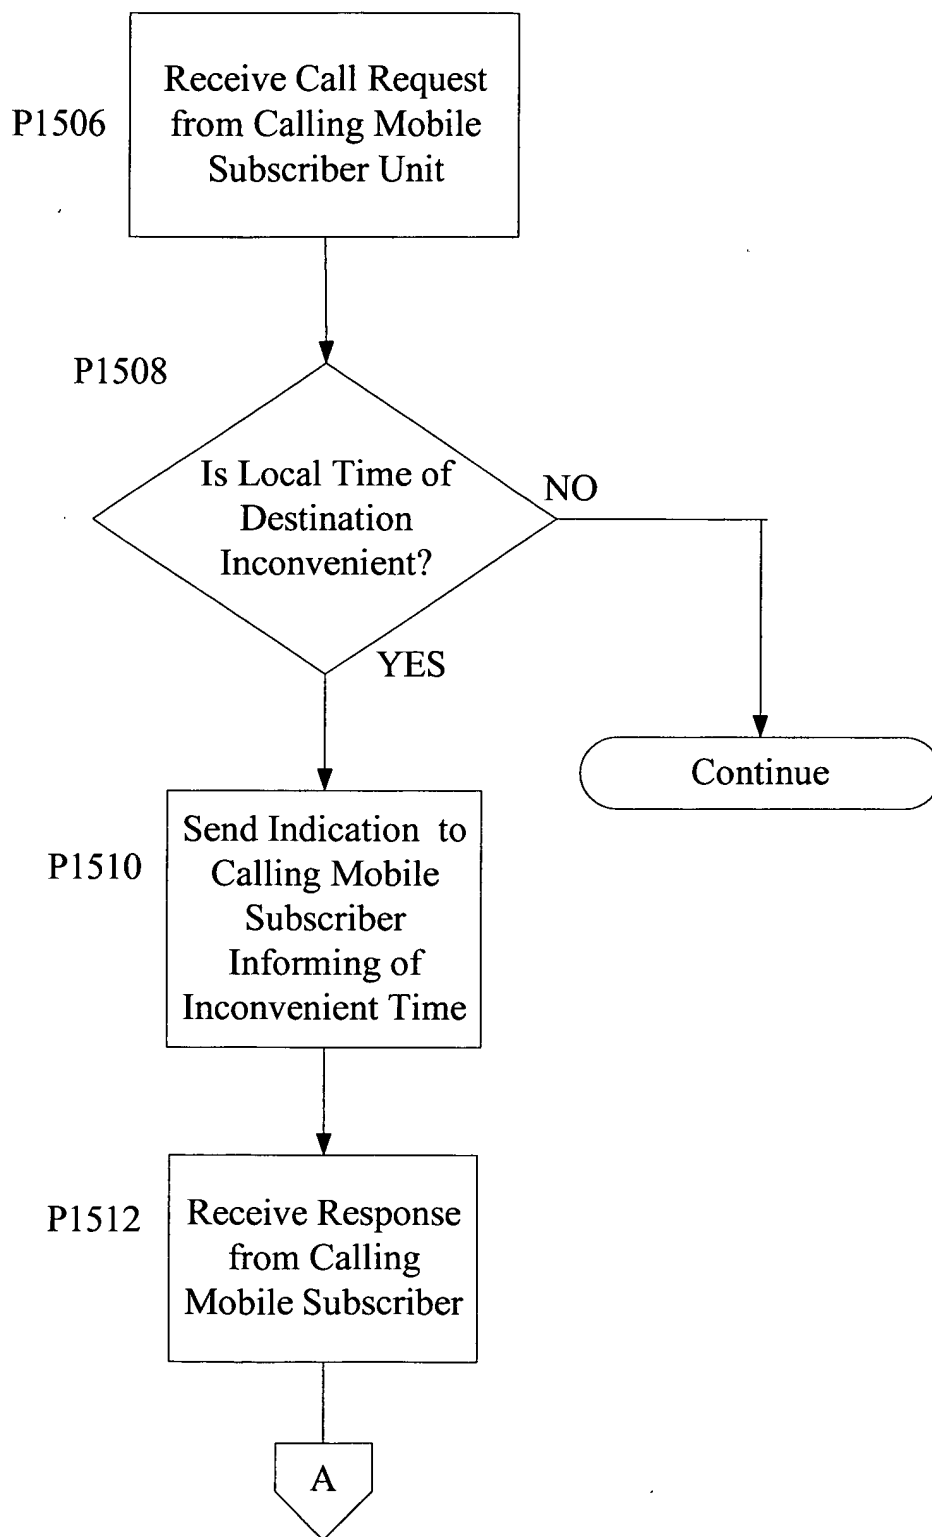 P1506
Receive Call Request
from Calling Mobile
Subscriber Unit
P1508
Is Local Time of
Destination
Inconvenient?
NO
YES
Continue
P1510
Send Indication to
Calling Mobile
Subscriber
Informing of
Inconvenient Time
P1512
Receive Response
from Calling
Mobile Subscriber
A